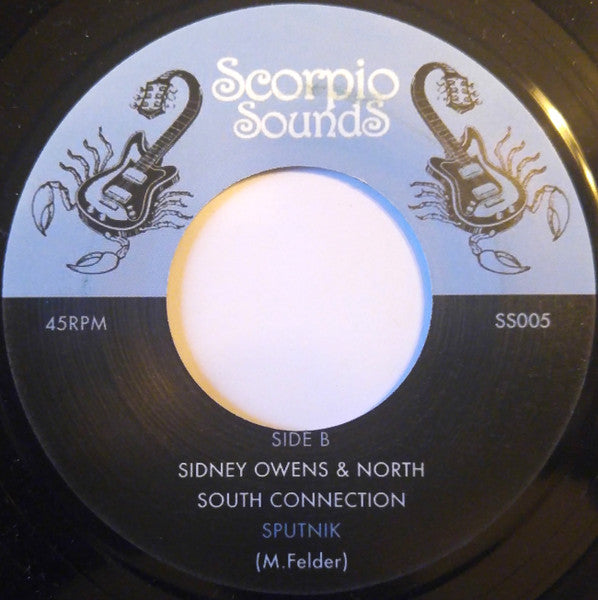 Scorpio
SoundS
45RPM
SS005
SIDE B
SIDNEY OWENS & NORTH
SOUTH CONNECTION
SPUTNIK
(M.Felder)